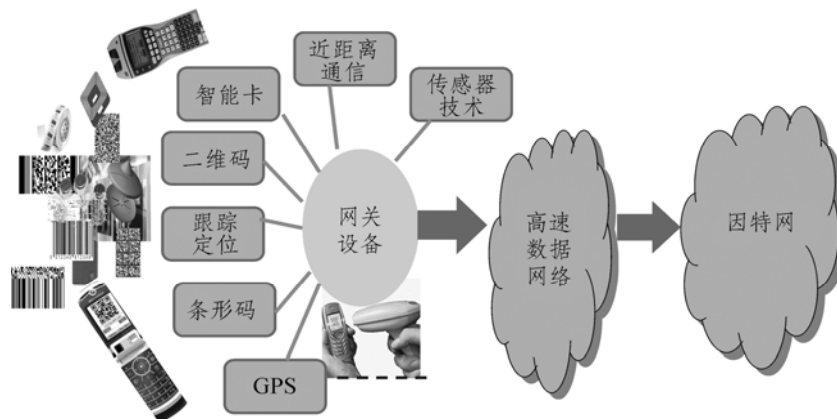 近距离
通信
传感器
技术
智能卡
二维码
跟踪
定位
条形码
GPS
网关
设备
高速
数据
网络
因特网